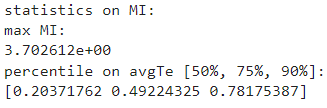 statistics on MI:
max MI:
3.702612e+00
percentile on avgTe [50%, 75%, 90%]:
[0.20371762 0.49224325 0.78175387]